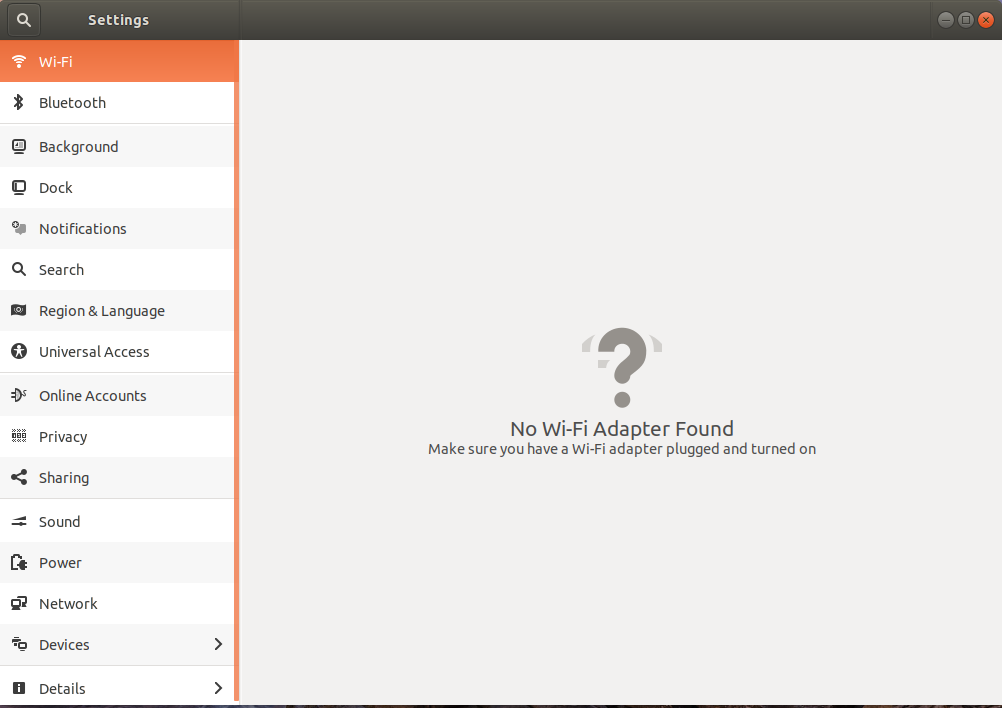 Settings
Wi-Fi
Bluetooth
Background
Dock
Notifications
Search
Region & Language
Universal Access
Online Accounts
Privacy
Sharing
Sound
Power
Network
Devices
Details
No Wi-Fi Adapter Found
Make sure you have a Wi-Fi adapter plugged and turned on